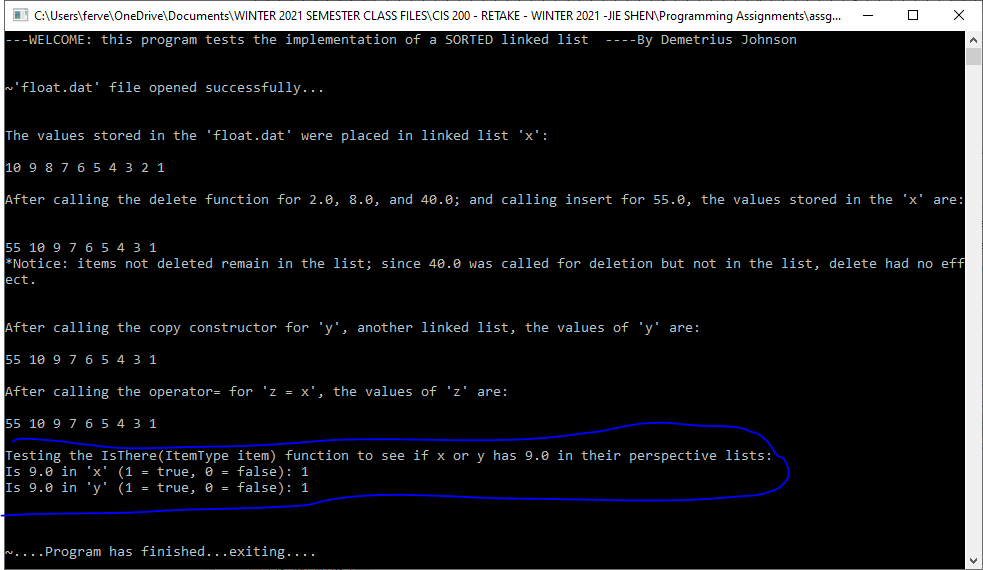 C:\Users\ferve\OneDrive\Documents\WINTER 2021 SEMESTER CLASS FILES\CIS 200 - RETAKE - WINTER 2021 -JIE SHEN\Programming Assignments\assg...
---WELCOME: this program tests the implementation of a SORTED linked list  ----By Demetrius Johnson
~'float.dat' file opened successfully...
The values stored in the 'float.dat' were placed in linked list 'x':
10 9 8 7 6 5 4 3 2 1
After calling the delete function for 2.0, 8.0, and 40.0; and calling insert for 55.0, the values stored in the 'x' are:
55 10 9 7 6 5 4 3 1
*Notice: items not deleted remain in the list; since 40.0 was called for deletion but not in the list, delete had no eff
ect.
After calling the copy constructor for 'y', another linked list, the values of 'y' are:
55 10 9 7 6 5 4 3 1
After calling the operator= for 'z = x', the values of 'z' are:
55 10 9 7 6 5 4 3 1
Testing the IsThere(ItemType item) function to see if x or y has 9.0 in their perspective lists:
Is 9.0 in 'x' (1 = true, 0 = false): 1
Is 9.0 in 'y' (1 = true, 0 = false): 1
~....Program has finished...exiting....